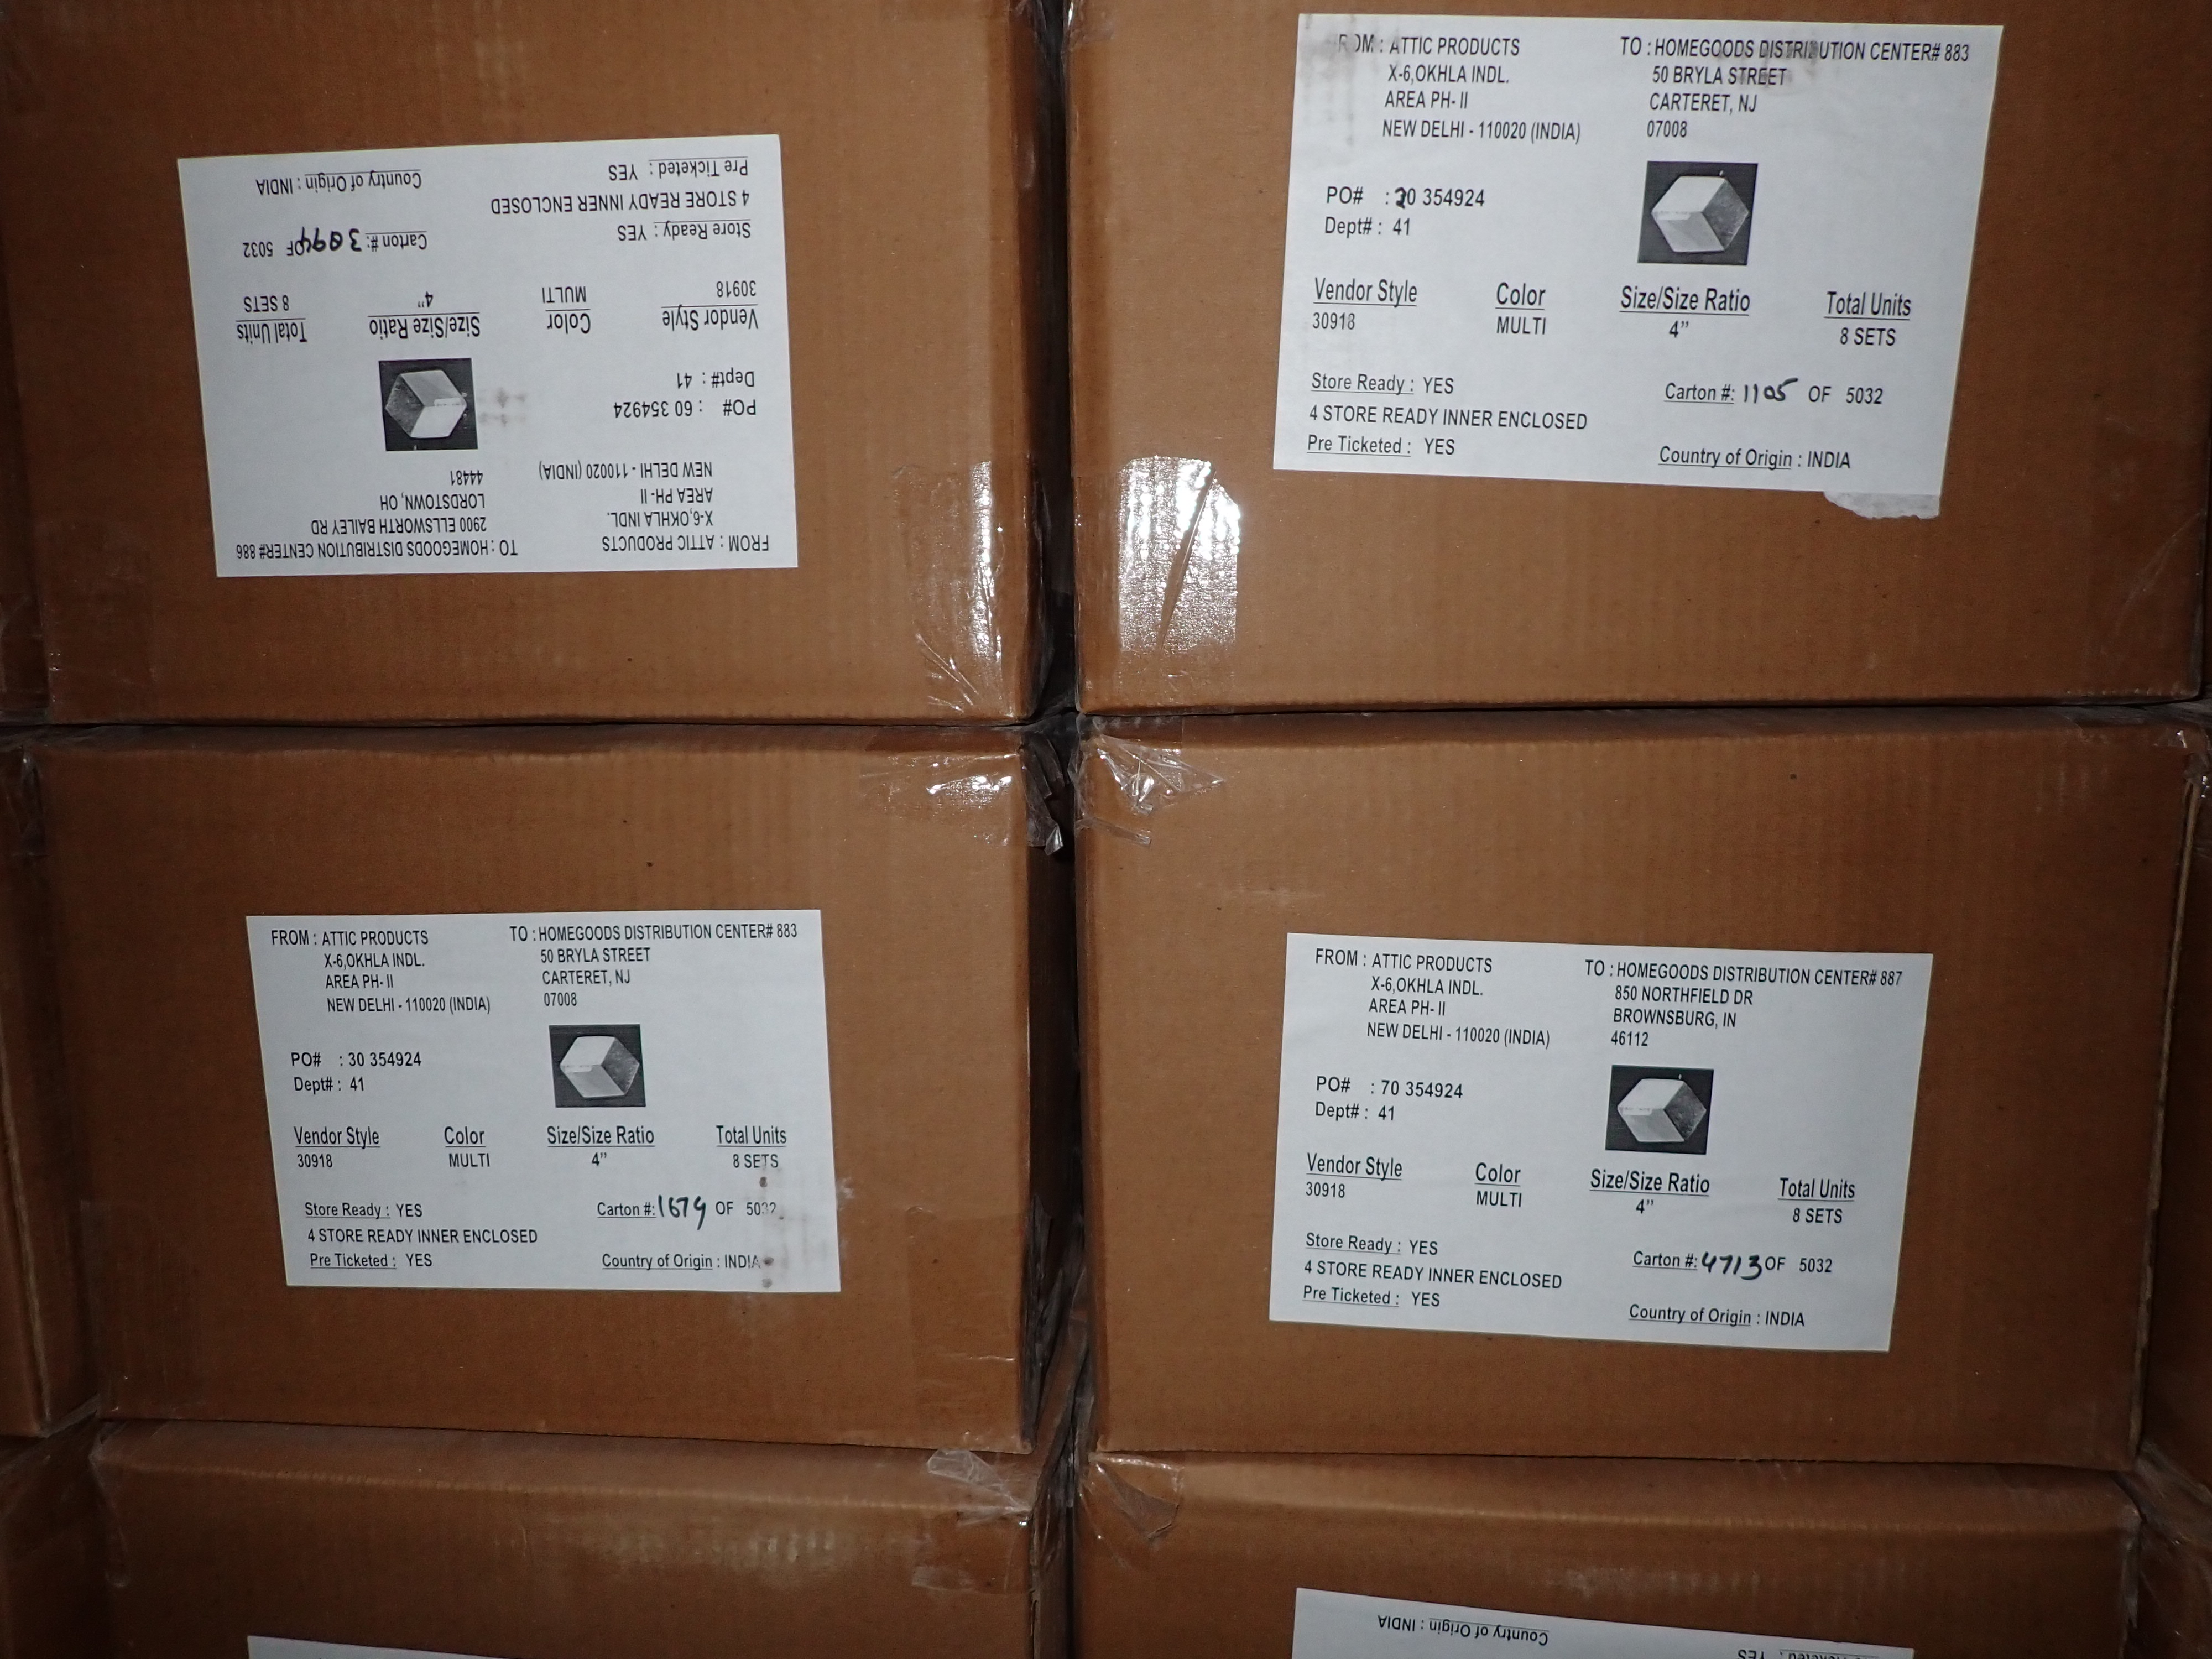 FROM : ATTIC PRODUCTS
X-6,OKHLA INDL.
AREA PH- II
NEW DELHI - 110020 (INDIA)
TO : HOMEGOODS DISTRIBUTION CENTER# 886
2900 ELLSWORTH BAILEY RD
LORDSTOWN, OH
44481
PO# : 60 354924
Dept# : 41
Vendor Style Color Size/Size Ratio Total Units
30918 MULTI 4" 8 SETS
Store Ready : YES
Carton #: OF 5032
4 STORE READY INNER ENCLOSED
Pre Ticketed : YES
Country of Origin : INDIA
FROM : ATTIC PRODUCTS
X-6,OKHLA INDL.
AREA PH- II
NEW DELHI - 110020 (INDIA)
TO : HOMEGOODS DISTRIBUTION CENTER# 883
50 BRYLA STREET
CARTERET, NJ
07008
PO# : 20 354924
Dept# : 41
Vendor Style Color Size/Size Ratio Total Units
30918 MULTI 4" 8 SETS
Store Ready : YES
Carton #: 1105 OF 5032
4 STORE READY INNER ENCLOSED
Pre Ticketed : YES
Country of Origin : INDIA
FROM : ATTIC PRODUCTS
X-6,OKHLA INDL.
AREA PH- II
NEW DELHI - 110020 (INDIA)
TO : HOMEGOODS DISTRIBUTION CENTER# 883
50 BRYLA STREET
CARTERET, NJ
07008
PO# : 30 354924
Dept# : 41
Vendor Style Color Size/Size Ratio Total Units
30918 MULTI 4" 8 SETS
Store Ready : YES
Carton #: 1679 OF 5032
4 STORE READY INNER ENCLOSED
Pre Ticketed : YES
Country of Origin : INDIA
FROM : ATTIC PRODUCTS
X-6,OKHLA INDL.
AREA PH- II
NEW DELHI - 110020 (INDIA)
TO : HOMEGOODS DISTRIBUTION CENTER# 887
850 NORTHFIELD DR
BROWNSBURG, IN
46112
PO# : 70 354924
Dept# : 41
Vendor Style Color Size/Size Ratio Total Units
30918 MULTI 4" 8 SETS
Store Ready : YES
Carton #: 4713 OF 5032
4 STORE READY INNER ENCLOSED
Pre Ticketed : YES
Country of Origin : INDIA
YES
Country of Origin : INDIA